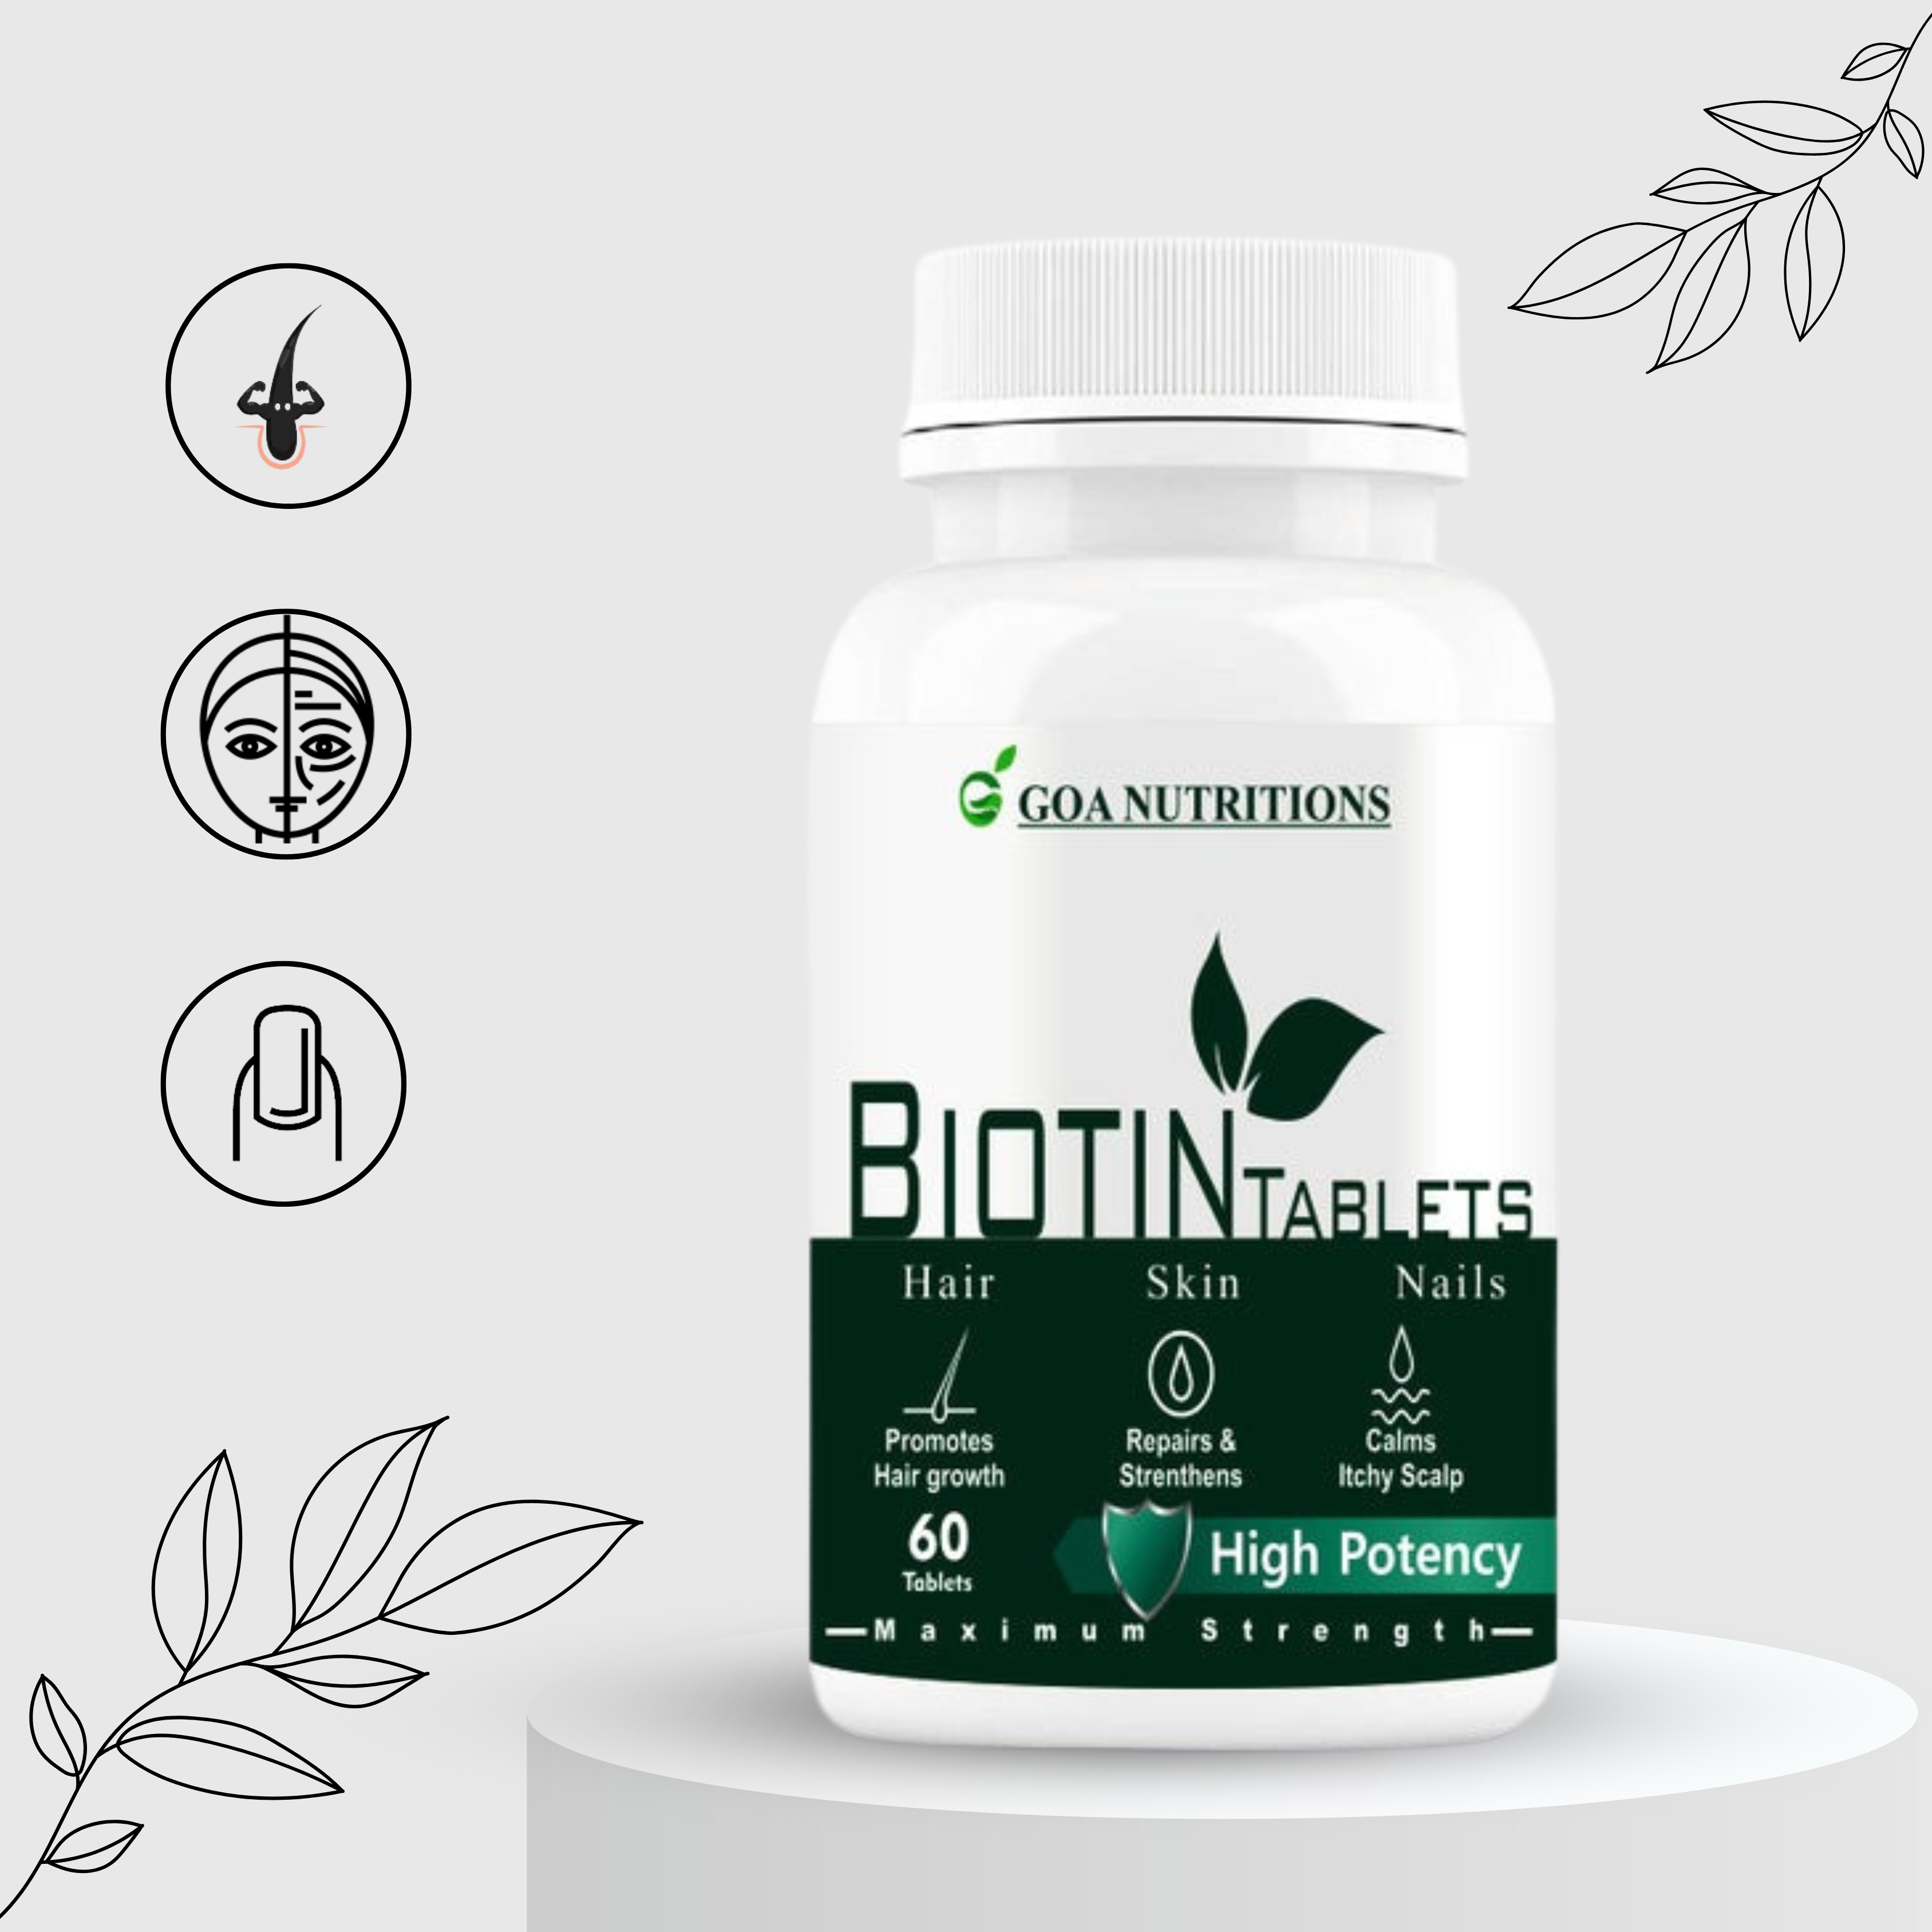 GOA NUTRITIONS
BIOTIN TABLETS
Hair Skin Nails
Promotes Repairs & Calms
Hair growth Strenthens Itchy Scalp
60
Tablets
High Potency
Maximum Strength